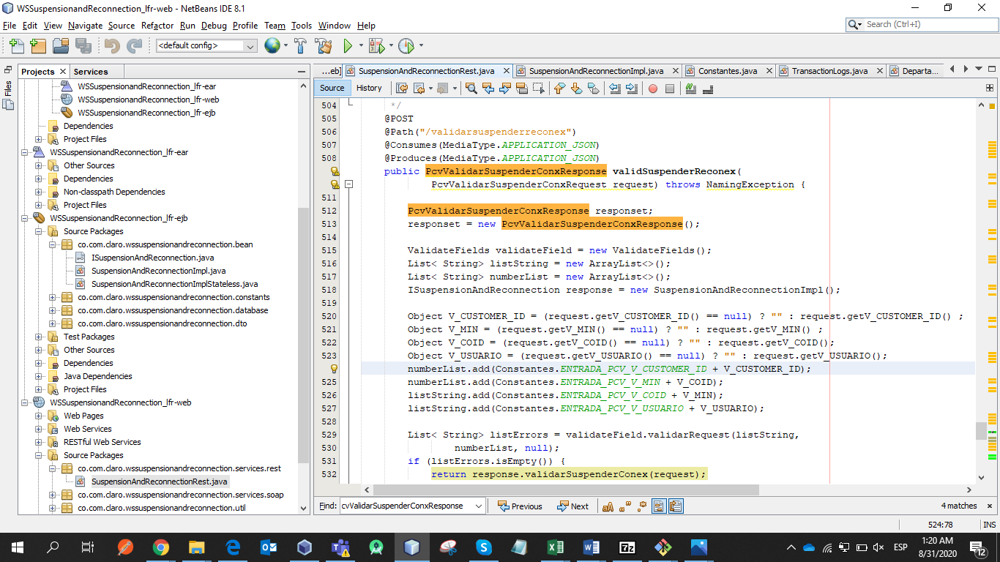 WSSuspensionandReconnection_lfr-web - NetBeans IDE 8.1
File Edit View Navigate Source Refactor Run Debug Profile Team Tools Window Help
Search (Ctrl+I)
<default config>
Files
Projects
Services
WSSuspensionandReconnection_lfr-ear
WSSuspensionandReconnection_lfr-web
WSSuspensionandReconnection_lfr-ejb
Dependencies
Project Files
WSSuspensionandReconnection_lfr-ear
Other Sources
Dependencies
Non-classpath Dependencies
Project Files
WSSuspensionandReconnection_lfr-ejb
Source Packages
co.com.claro.wssuspensionandreconnection.bean
ISuspensionAndReconnection.java
SuspensionAndReconnectionImpl.java
SuspensionAndReconnectionImplStateless.java
co.com.claro.wssuspensionandreconnection.constants
co.com.claro.wssuspensionandreconnection.database
co.com.claro.wssuspensionandreconnection.dto
Test Packages
Other Sources
Dependencies
Java Dependencies
Project Files
WSSuspensionandReconnection_lfr-web
Web Pages
Web Services
RESTful Web Services
Source Packages
co.com.claro.wssuspensionandreconnection.services.rest
SuspensionAndReconnectionRest.java
co.com.claro.wssuspensionandreconnection.services.soap
co.com.claro.wssuspensionandreconnection.util
...eb] SuspensionAndReconnectionRest.java SuspensionAndReconnectionImpl.java Constantes.java TransactionLogs.java Departa...
Source History
504 */
505 @POST
506 @Path("/validarsuspenderreconex")
507 @Consumes(MediaType.APPLICATION_JSON)
508 @Produces(MediaType.APPLICATION_JSON)
public PcvValidarSuspenderConxResponse validSuspenderReconex(
PcvValidarSuspenderConxRequest request) throws NamingException {
511
512 PcvValidarSuspenderConxResponse responset;
513 responset = new PcvValidarSuspenderConxResponse();
514
515 ValidateFields validateField = new ValidateFields();
516 List< String> listString = new ArrayList<>();
517 List< String> numberList = new ArrayList<>();
518 ISuspensionAndReconnection response = new SuspensionAndReconnectionImpl();
519
520 Object V_CUSTOMER_ID = (request.getV_CUSTOMER_ID() == null) ? "" : request.getV_CUSTOMER_ID() ;
521 Object V_MIN = (request.getV_MIN() == null) ? "" : request.getV_MIN() ;
522 Object V_COID = (request.getV_COID() == null) ? "" : request.getV_COID();
523 Object V_USUARIO = (request.getV_USUARIO() == null) ? "" : request.getV_USUARIO();
numberList.add(Constantes.ENTRADA_PCV_V_CUSTOMER_ID + V_CUSTOMER_ID);
525 numberList.add(Constantes.ENTRADA_PCV_V_MIN + V_COID);
526 listString.add(Constantes.ENTRADA_PCV_V_COID + V_MIN);
527 listString.add(Constantes.ENTRADA_PCV_V_USUARIO + V_USUARIO);
528
529 List< String> listErrors = validateField.validarRequest(listString,
530 numberList, null);
531 if (listErrors.isEmpty()) {
532 return response.validarSuspenderConex(request);
Find: cvValidarSuspenderConxResponse Previous Next aA 4 matches
524:78 INS
ESP
1:20 AM
8/31/2020
12